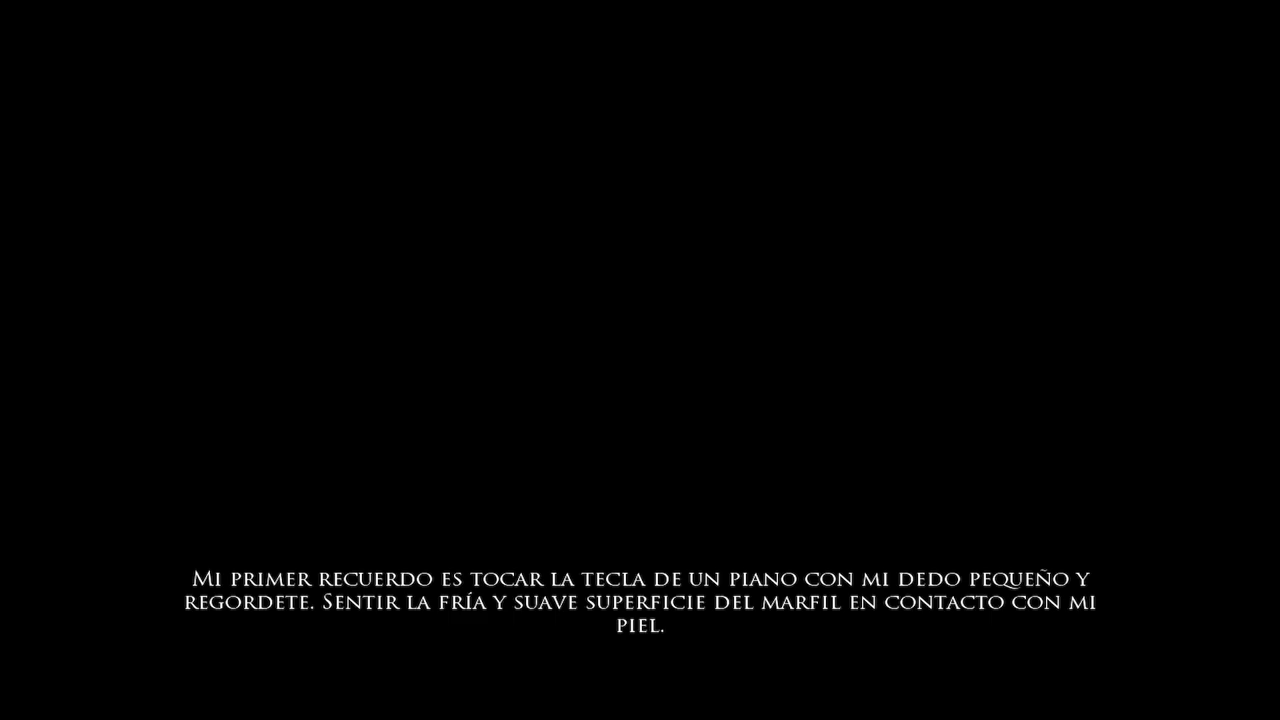 Mi primer recuerdo es tocar la tecla de un piano con mi dedo pequeño y
regordete. Sentir la fría y suave superficie del marfil en contacto con mi
piel.